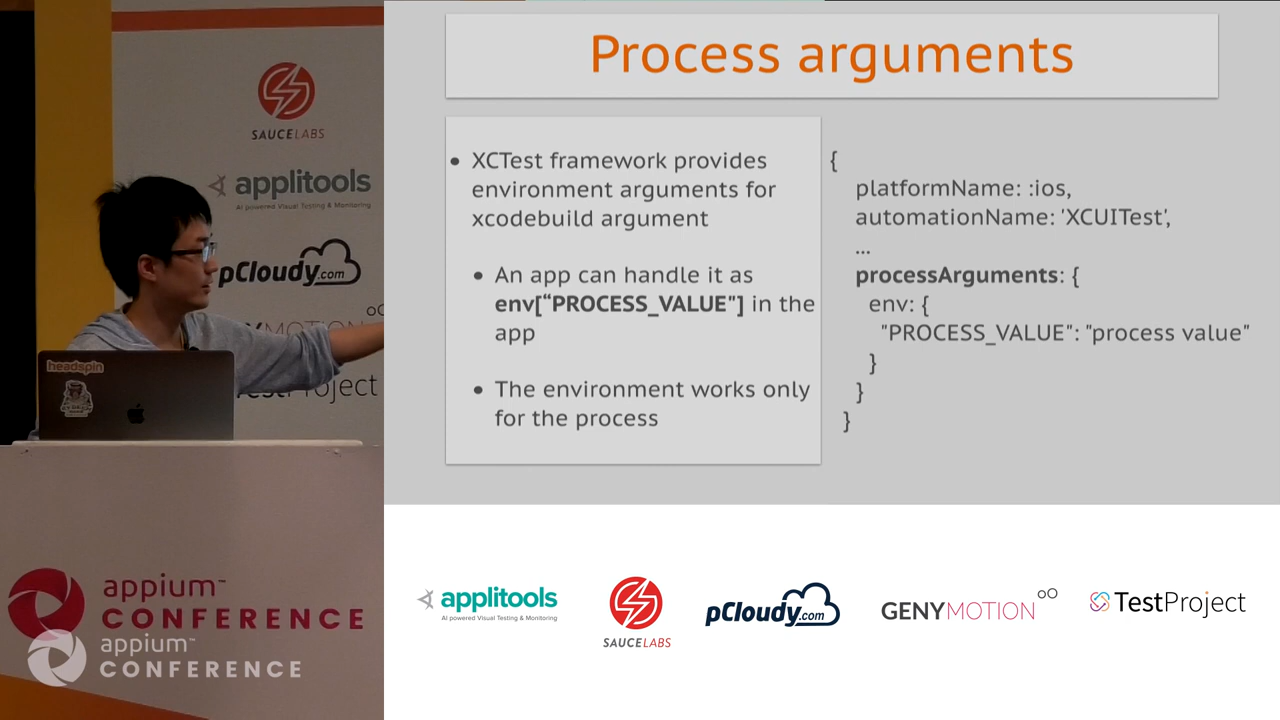 Process arguments
• XCTest framework provides
environment arguments for
xcodebuild argument
• An app can handle it as
env[“PROCESS_VALUE"] in the
app
• The environment works only
for the process
{
platformName: :ios,
automationName: 'XCUITest',
...
processArguments: {
env: {
"PROCESS_VALUE": "process value"
}
}
}
SAUCELABS
applitools
AI powered Visual Testing & Monitoring
pCloudy.com
headspin
appium™
CONFERENCE
appium™
CONFERENCE
applitools
AI powered Visual Testing & Monitoring
SAUCELABS
pCloudy.com
GENYMOTION
TestProject